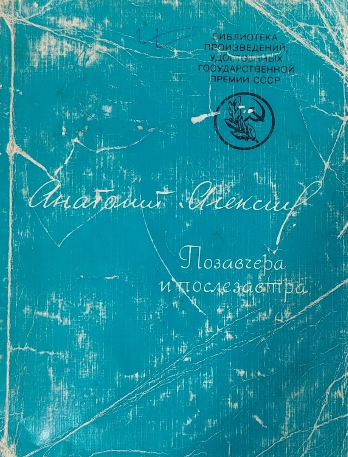 БИБЛИОТЕКА
ПРОИЗВЕДЕНИЙ,
УДОСТОЕННЫХ
ГОСУДАРСТВЕННОЙ
ПРЕМИИ СССР
Анатолий Алексин
Позавчера
и послезавтра